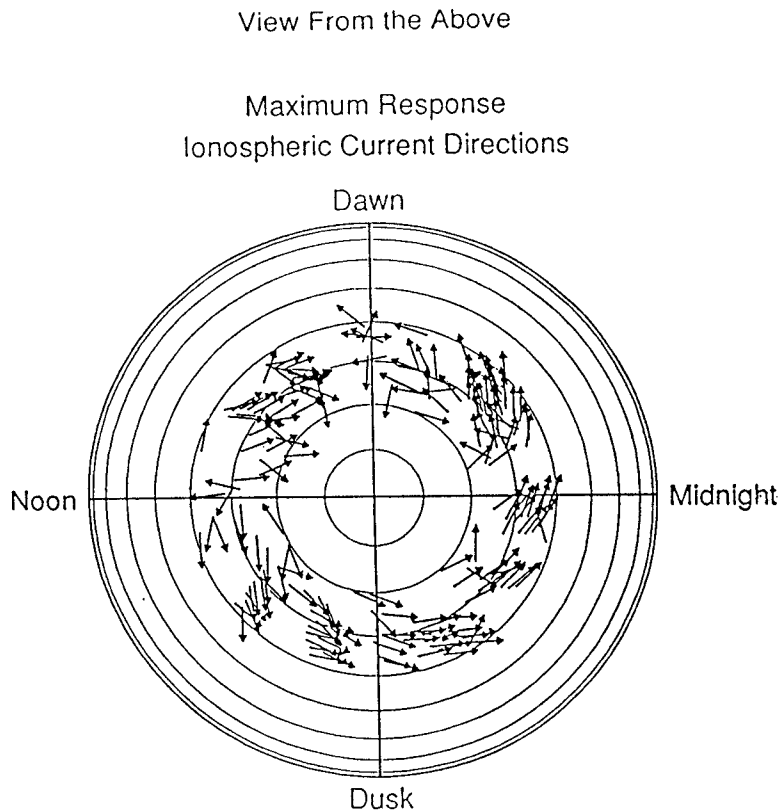 View From the Above
Maximum Response
Ionospheric Current Directions
Dawn
Noon
Midnight
Dusk